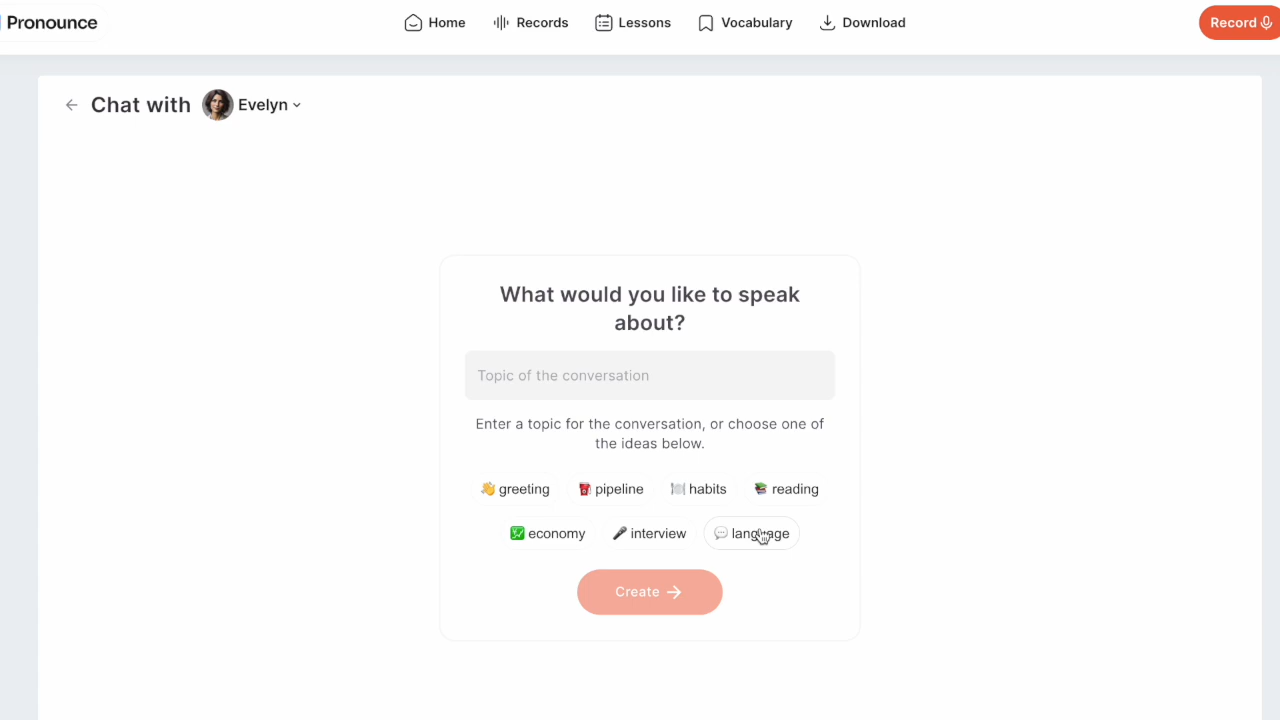 Pronounce
Home
Records
Lessons
Vocabulary
Download
Record
Chat with
Evelyn
What would you like to speak
about?
Topic of the conversation
Enter a topic for the conversation, or choose one of
the ideas below.
greeting
pipeline
habits
reading
economy
interview
language
Create